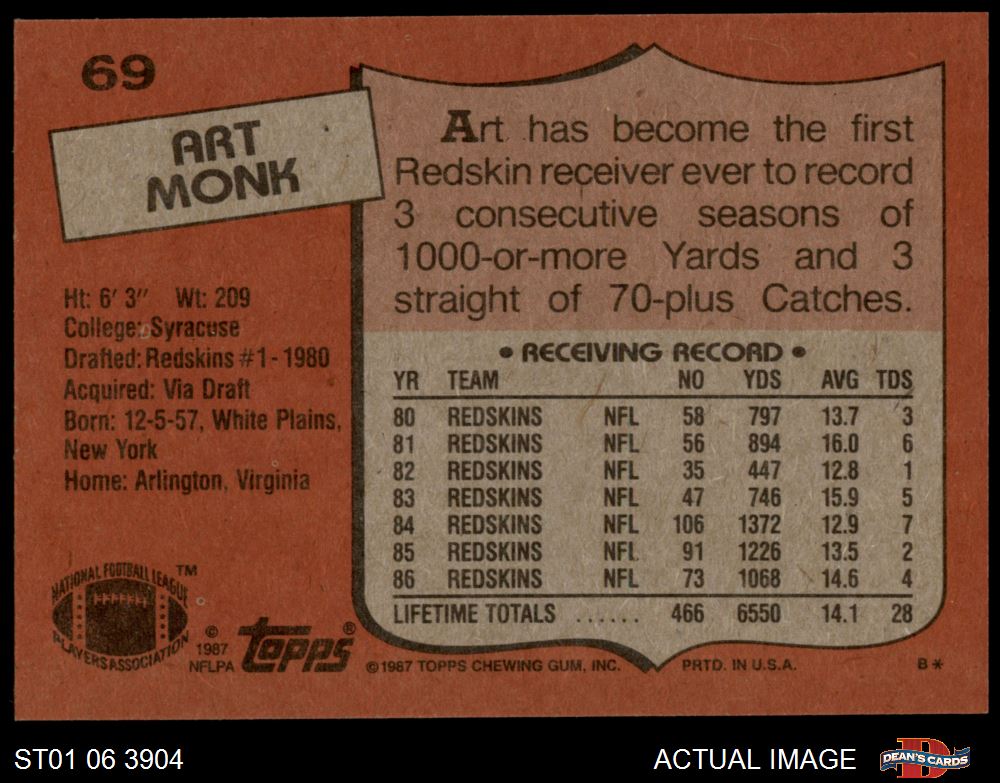 69
ART
MONK
Art has become the first
Redskin receiver ever to record
3 consecutive seasons of
1000-or-more Yards and 3
straight of 70-plus Catches.
Ht: 6' 3" Wt: 209
College: Syracuse
Drafted: Redskins #1 - 1980
Acquired: Via Draft
Born: 12-5-57, White Plains,
New York
Home: Arlington, Virginia
• RECEIVING RECORD •
YR TEAM NO YDS AVG TDS
80 REDSKINS NFL 58 797 13.7 3
81 REDSKINS NFL 56 894 16.0 6
82 REDSKINS NFL 35 447 12.8 1
83 REDSKINS NFL 47 746 15.9 5
84 REDSKINS NFL 106 1372 12.9 7
85 REDSKINS NFL 91 1226 13.5 2
86 REDSKINS NFL 73 1068 14.6 4
LIFETIME TOTALS ...... 466 6550 14.1 28
NATIONAL FOOTBALL LEAGUE ™
PLAYERS ASSOCIATION
©
1987
NFLPA
topps®
©1987 TOPPS CHEWING GUM, INC. PRTD. IN U.S.A. B*
ST01 06 3904 ACTUAL IMAGE
D
DEAN'S CARDS